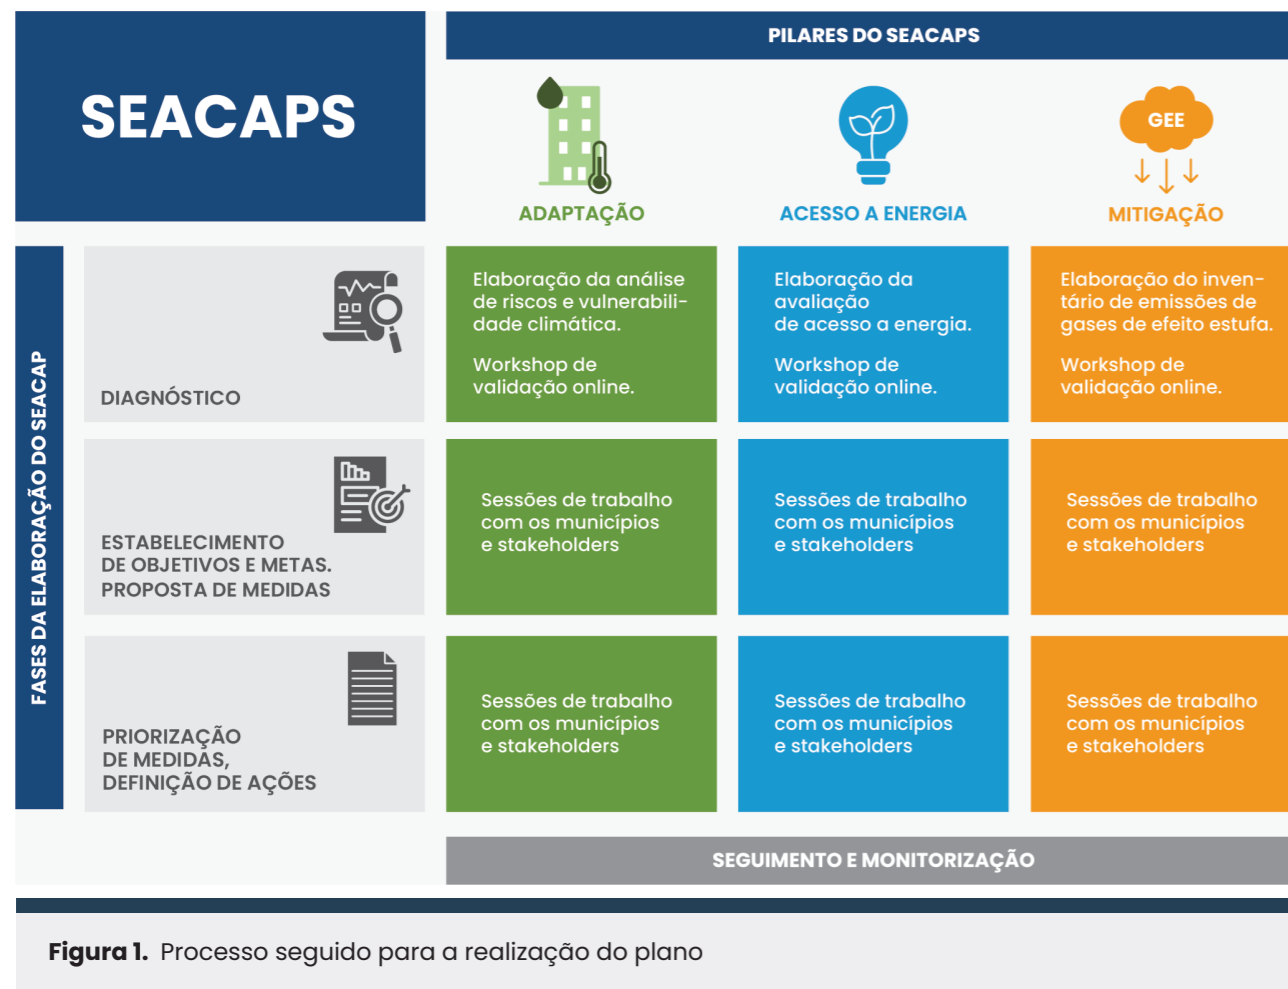 SEACAPS
PILARES DO SEACAPS
GEE
ADAPTAÇÃO
ACESSO A ENERGIA
MITIGAÇÃO
FASES DA ELABORAÇÃO DO SEACAP
DIAGNÓSTICO
Elaboração da análise
de riscos e vulnerabili-
dade climática.
Workshop de
validação online.
Elaboração da
avaliação
de acesso a energia.
Workshop de
validação online.
Elaboração do inven-
tário de emissões de
gases de efeito estufa.
Workshop de
validação online.
ESTABELECIMENTO
DE OBJETIVOS E METAS.
PROPOSTA DE MEDIDAS
Sessões de trabalho
com os municípios
e stakeholders
Sessões de trabalho
com os municípios
e stakeholders
Sessões de trabalho
com os municípios
e stakeholders
PRIORIZAÇÃO
DE MEDIDAS,
DEFINIÇÃO DE AÇÕES
Sessões de trabalho
com os municípios
e stakeholders
Sessões de trabalho
com os municípios
e stakeholders
Sessões de trabalho
com os municípios
e stakeholders
SEGUIMENTO E MONITORIZAÇÃO
Figura 1. Processo seguido para a realização do plano